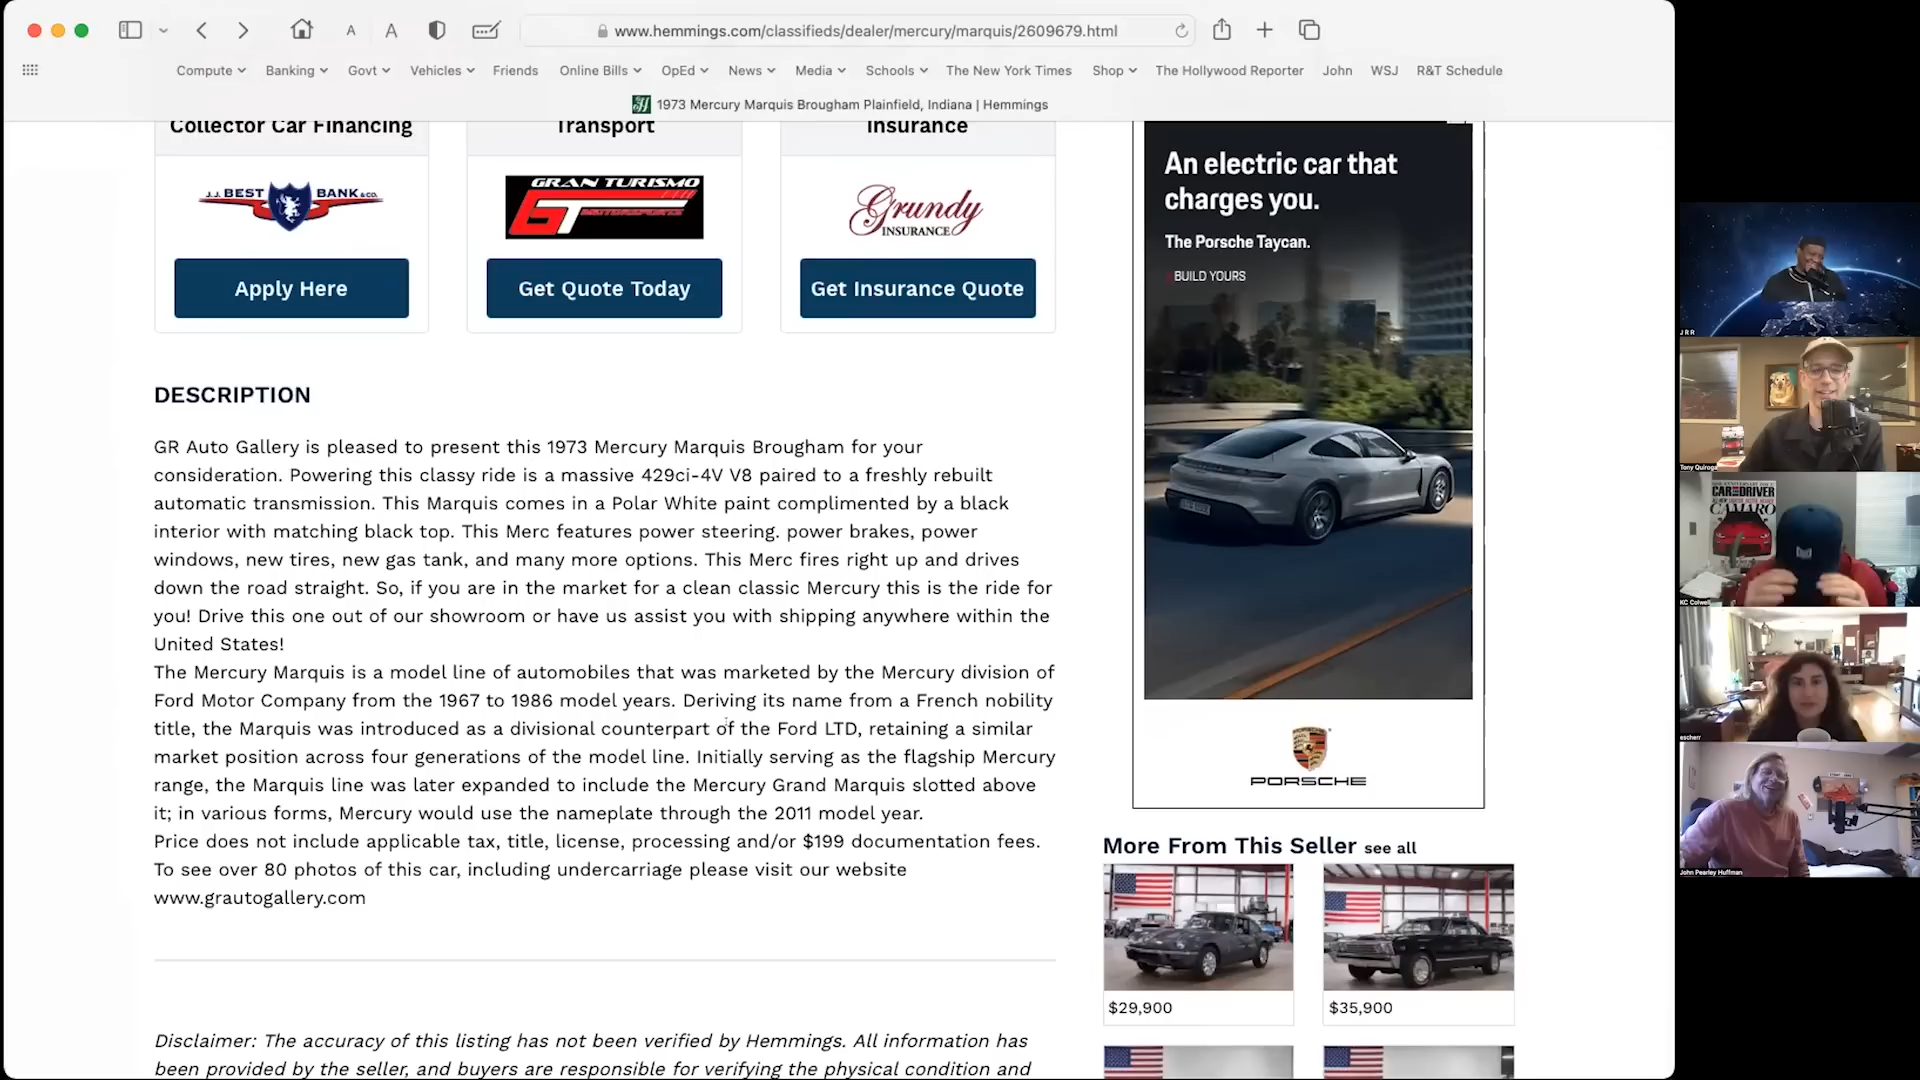 www.hemmings.com/classifieds/dealer/mercury/marquis/2609679.html
Compute Banking Govt Vehicles Friends Online Bills OpEd News Media Schools The New York Times Shop The Hollywood Reporter John WSJ R&T Schedule
1973 Mercury Marquis Brougham Plainfield, Indiana | Hemmings
Collector Car Financing
Transport
Insurance
J.J. BEST BANK & CO.
GRAN TURISMO
GT MOTORSPORTS
Grundy
INSURANCE
Apply Here
Get Quote Today
Get Insurance Quote
DESCRIPTION
GR Auto Gallery is pleased to present this 1973 Mercury Marquis Brougham for your
consideration. Powering this classy ride is a massive 429ci-4V V8 paired to a freshly rebuilt
automatic transmission. This Marquis comes in a Polar White paint complimented by a black
interior with matching black top. This Merc features power steering. power brakes, power
windows, new tires, new gas tank, and many more options. This Merc fires right up and drives
down the road straight. So, if you are in the market for a clean classic Mercury this is the ride for
you! Drive this one out of our showroom or have us assist you with shipping anywhere within the
United States!
The Mercury Marquis is a model line of automobiles that was marketed by the Mercury division of
Ford Motor Company from the 1967 to 1986 model years. Deriving its name from a French nobility
title, the Marquis was introduced as a divisional counterpart of the Ford LTD, retaining a similar
market position across four generations of the model line. Initially serving as the flagship Mercury
range, the Marquis line was later expanded to include the Mercury Grand Marquis slotted above
it; in various forms, Mercury would use the nameplate through the 2011 model year.
Price does not include applicable tax, title, license, processing and/or $199 documentation fees.
To see over 80 photos of this car, including undercarriage please visit our website
www.grautogallery.com
Disclaimer: The accuracy of this listing has not been verified by Hemmings. All information has
been provided by the seller, and buyers are responsible for verifying the physical condition and
An electric car that
charges you.
The Porsche Taycan.
BUILD YOURS
PORSCHE
More From This Seller see all
$29,900
$35,900
JRR
Tony Quiroga
CAR AND DRIVER
CAMARO
KC Colwell
escherr
John Pearley Huffman